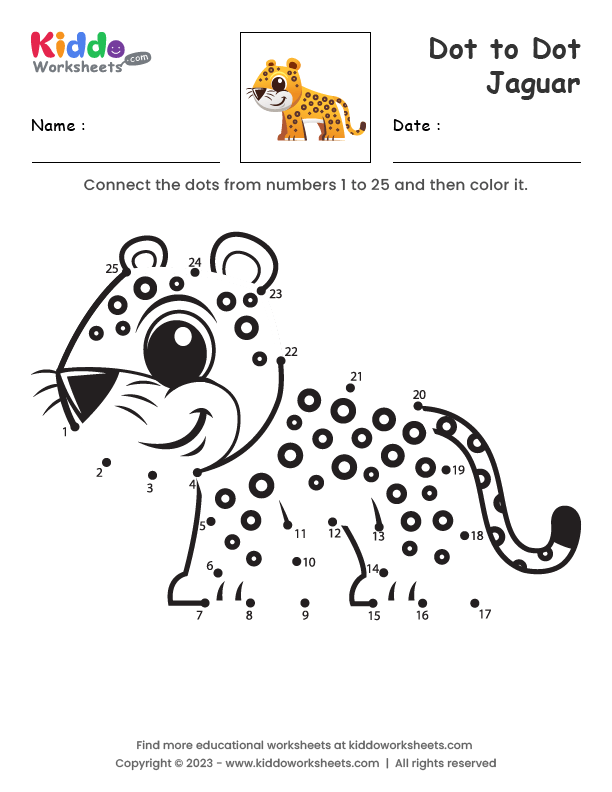 Kiddo
Worksheets .com
Dot to Dot
Jaguar
Name :
Date :
Connect the dots from numbers 1 to 25 and then color it.
25
24
23
22
21
20
1
2
3
4
19
5
11
12
13
18
6
10
14
7
8
9
15
16
17
Find more educational worksheets at kiddoworksheets.com
Copyright © 2023 - www.kiddoworksheets.com | All rights reserved